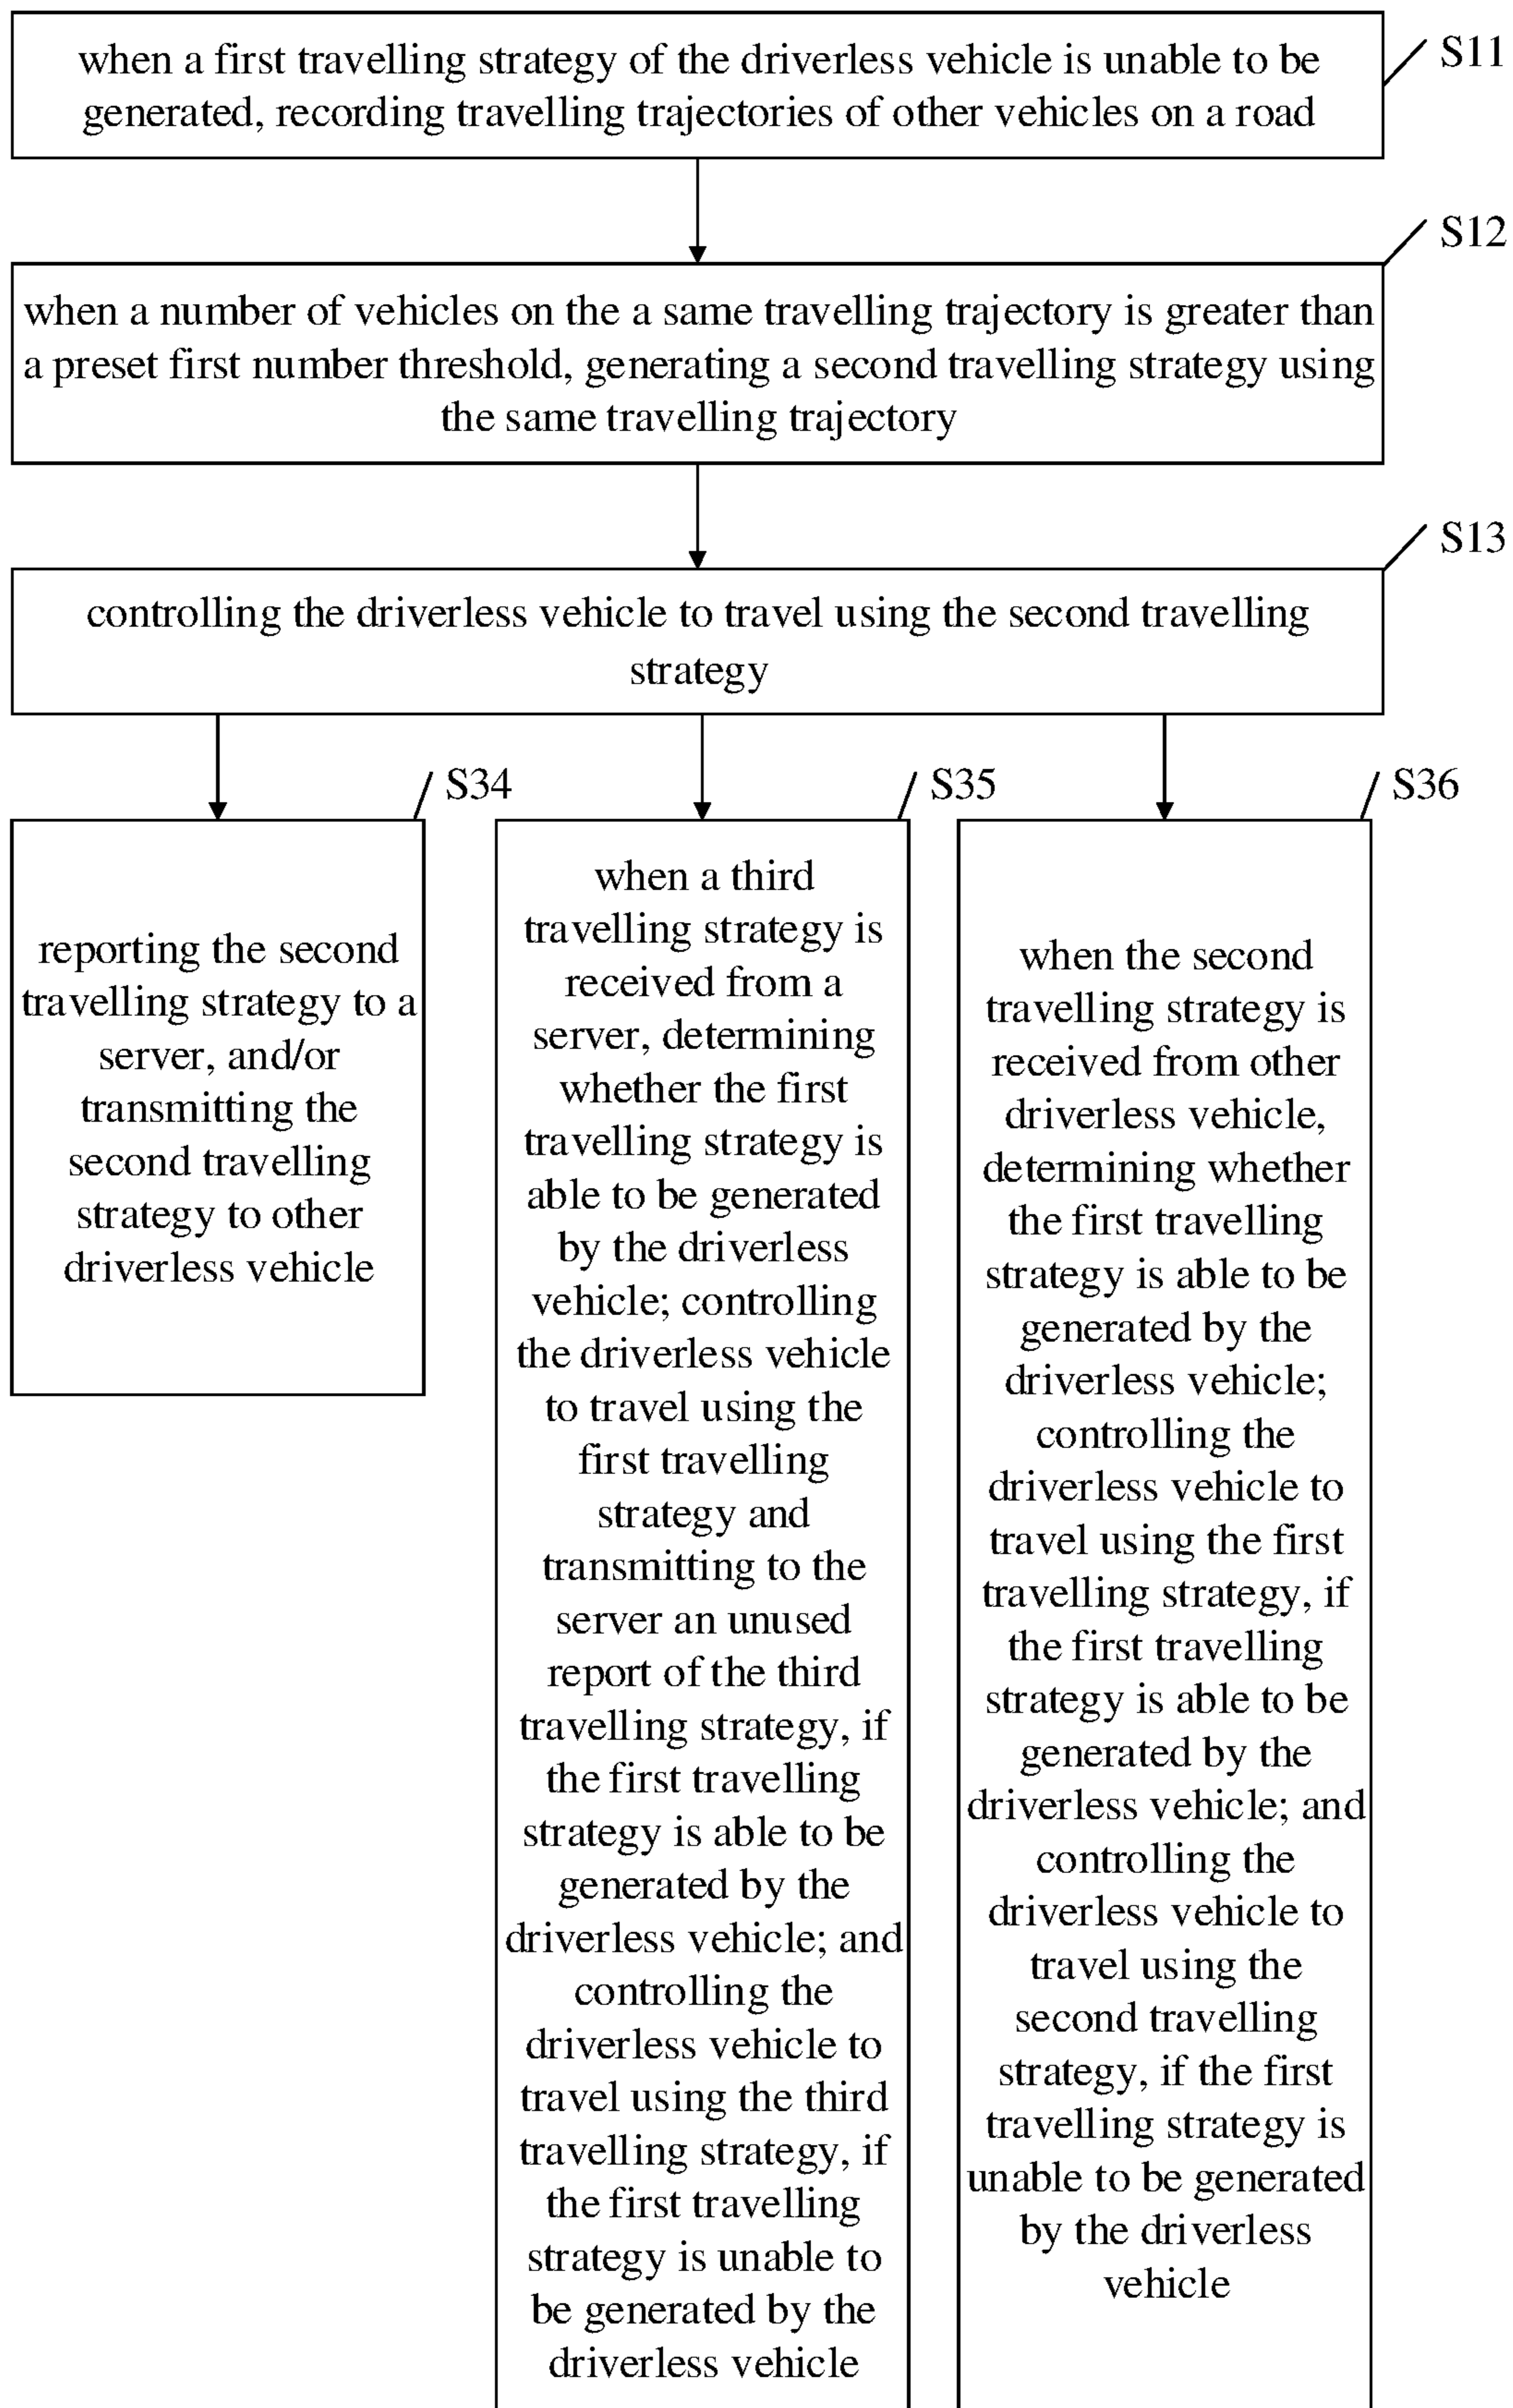 when a first travelling strategy of the driverless vehicle is unable to be
generated, recording travelling trajectories of other vehicles on a road
S11
when a number of vehicles on the a same travelling trajectory is greater than
a preset first number threshold, generating a second travelling strategy using
the same travelling trajectory
S12
controlling the driverless vehicle to travel using the second travelling
strategy
S13
S34
reporting the second
travelling strategy to a
server, and/or
transmitting the
second travelling
strategy to other
driverless vehicle
S35
when a third
travelling strategy is
received from a
server, determining
whether the first
travelling strategy is
able to be generated
by the driverless
vehicle; controlling
the driverless vehicle
to travel using the
first travelling
strategy and
transmitting to the
server an unused
report of the third
travelling strategy, if
the first travelling
strategy is able to be
generated by the
driverless vehicle; and
controlling the
driverless vehicle to
travel using the third
travelling strategy, if
the first travelling
strategy is unable to
be generated by the
driverless vehicle
S36
when the second
travelling strategy is
received from other
driverless vehicle,
determining whether
the first travelling
strategy is able to be
generated by the
driverless vehicle;
controlling the
driverless vehicle to
travel using the first
travelling strategy, if
the first travelling
strategy is able to be
generated by the
driverless vehicle; and
controlling the
driverless vehicle to
travel using the
second travelling
strategy, if the first
travelling strategy is
unable to be generated
by the driverless
vehicle